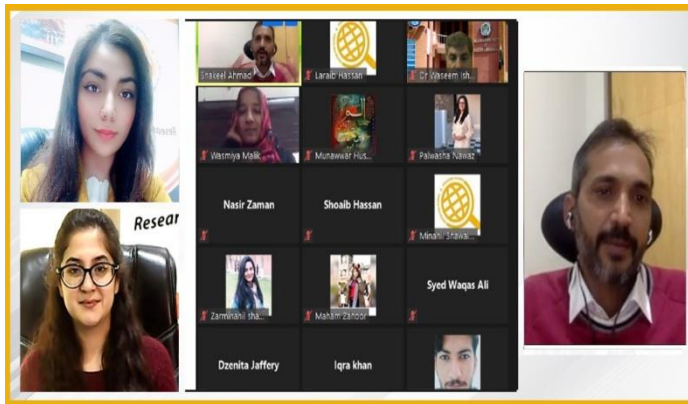 Resear
Shakeel Ahmad
Laraib Hassan
Dr Waseem Ish...
Wasmiya Malik
Munawwar Hus...
Palwasha Nawaz
Nasir Zaman
Shoaib Hassan
Minahil Shawai...
Zarminahil sha...
Maham Zahoor
Syed Waqas Ali
Dzenita Jaffery
Iqra khan